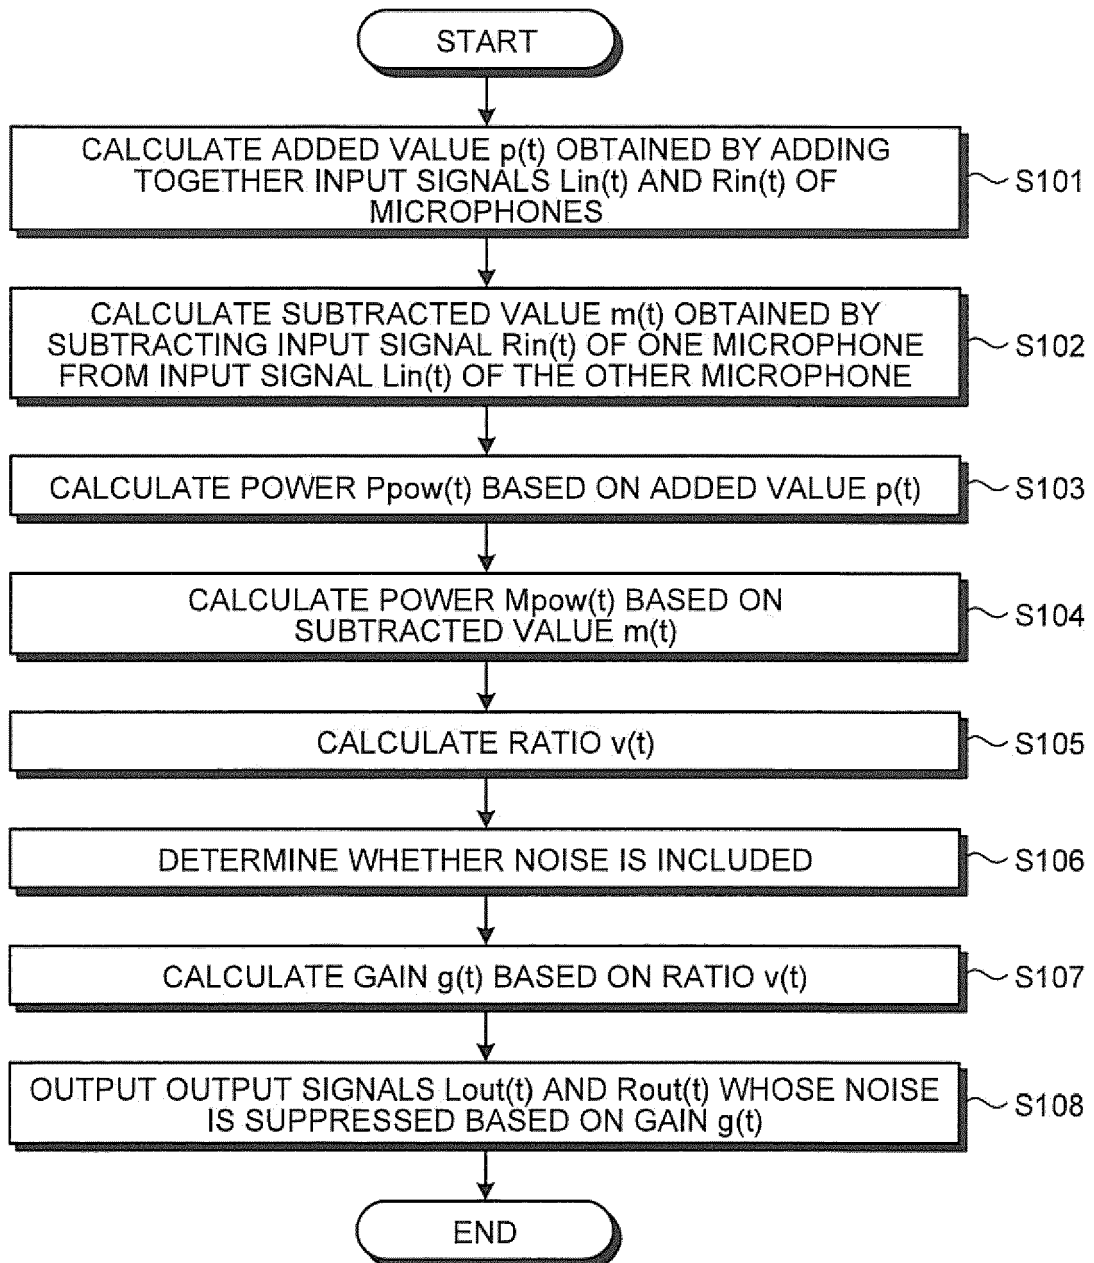 START
CALCULATE ADDED VALUE p(t) OBTAINED BY ADDING
TOGETHER INPUT SIGNALS Lin(t) AND Rin(t) OF
MICROPHONES
S101
CALCULATE SUBTRACTED VALUE m(t) OBTAINED BY
SUBTRACTING INPUT SIGNAL Rin(t) OF ONE MICROPHONE
FROM INPUT SIGNAL Lin(t) OF THE OTHER MICROPHONE
S102
CALCULATE POWER Ppow(t) BASED ON ADDED VALUE p(t)
S103
CALCULATE POWER Mpow(t) BASED ON
SUBTRACTED VALUE m(t)
S104
CALCULATE RATIO v(t)
S105
DETERMINE WHETHER NOISE IS INCLUDED
S106
CALCULATE GAIN g(t) BASED ON RATIO v(t)
S107
OUTPUT OUTPUT SIGNALS Lout(t) AND Rout(t) WHOSE NOISE
IS SUPPRESSED BASED ON GAIN g(t)
S108
END